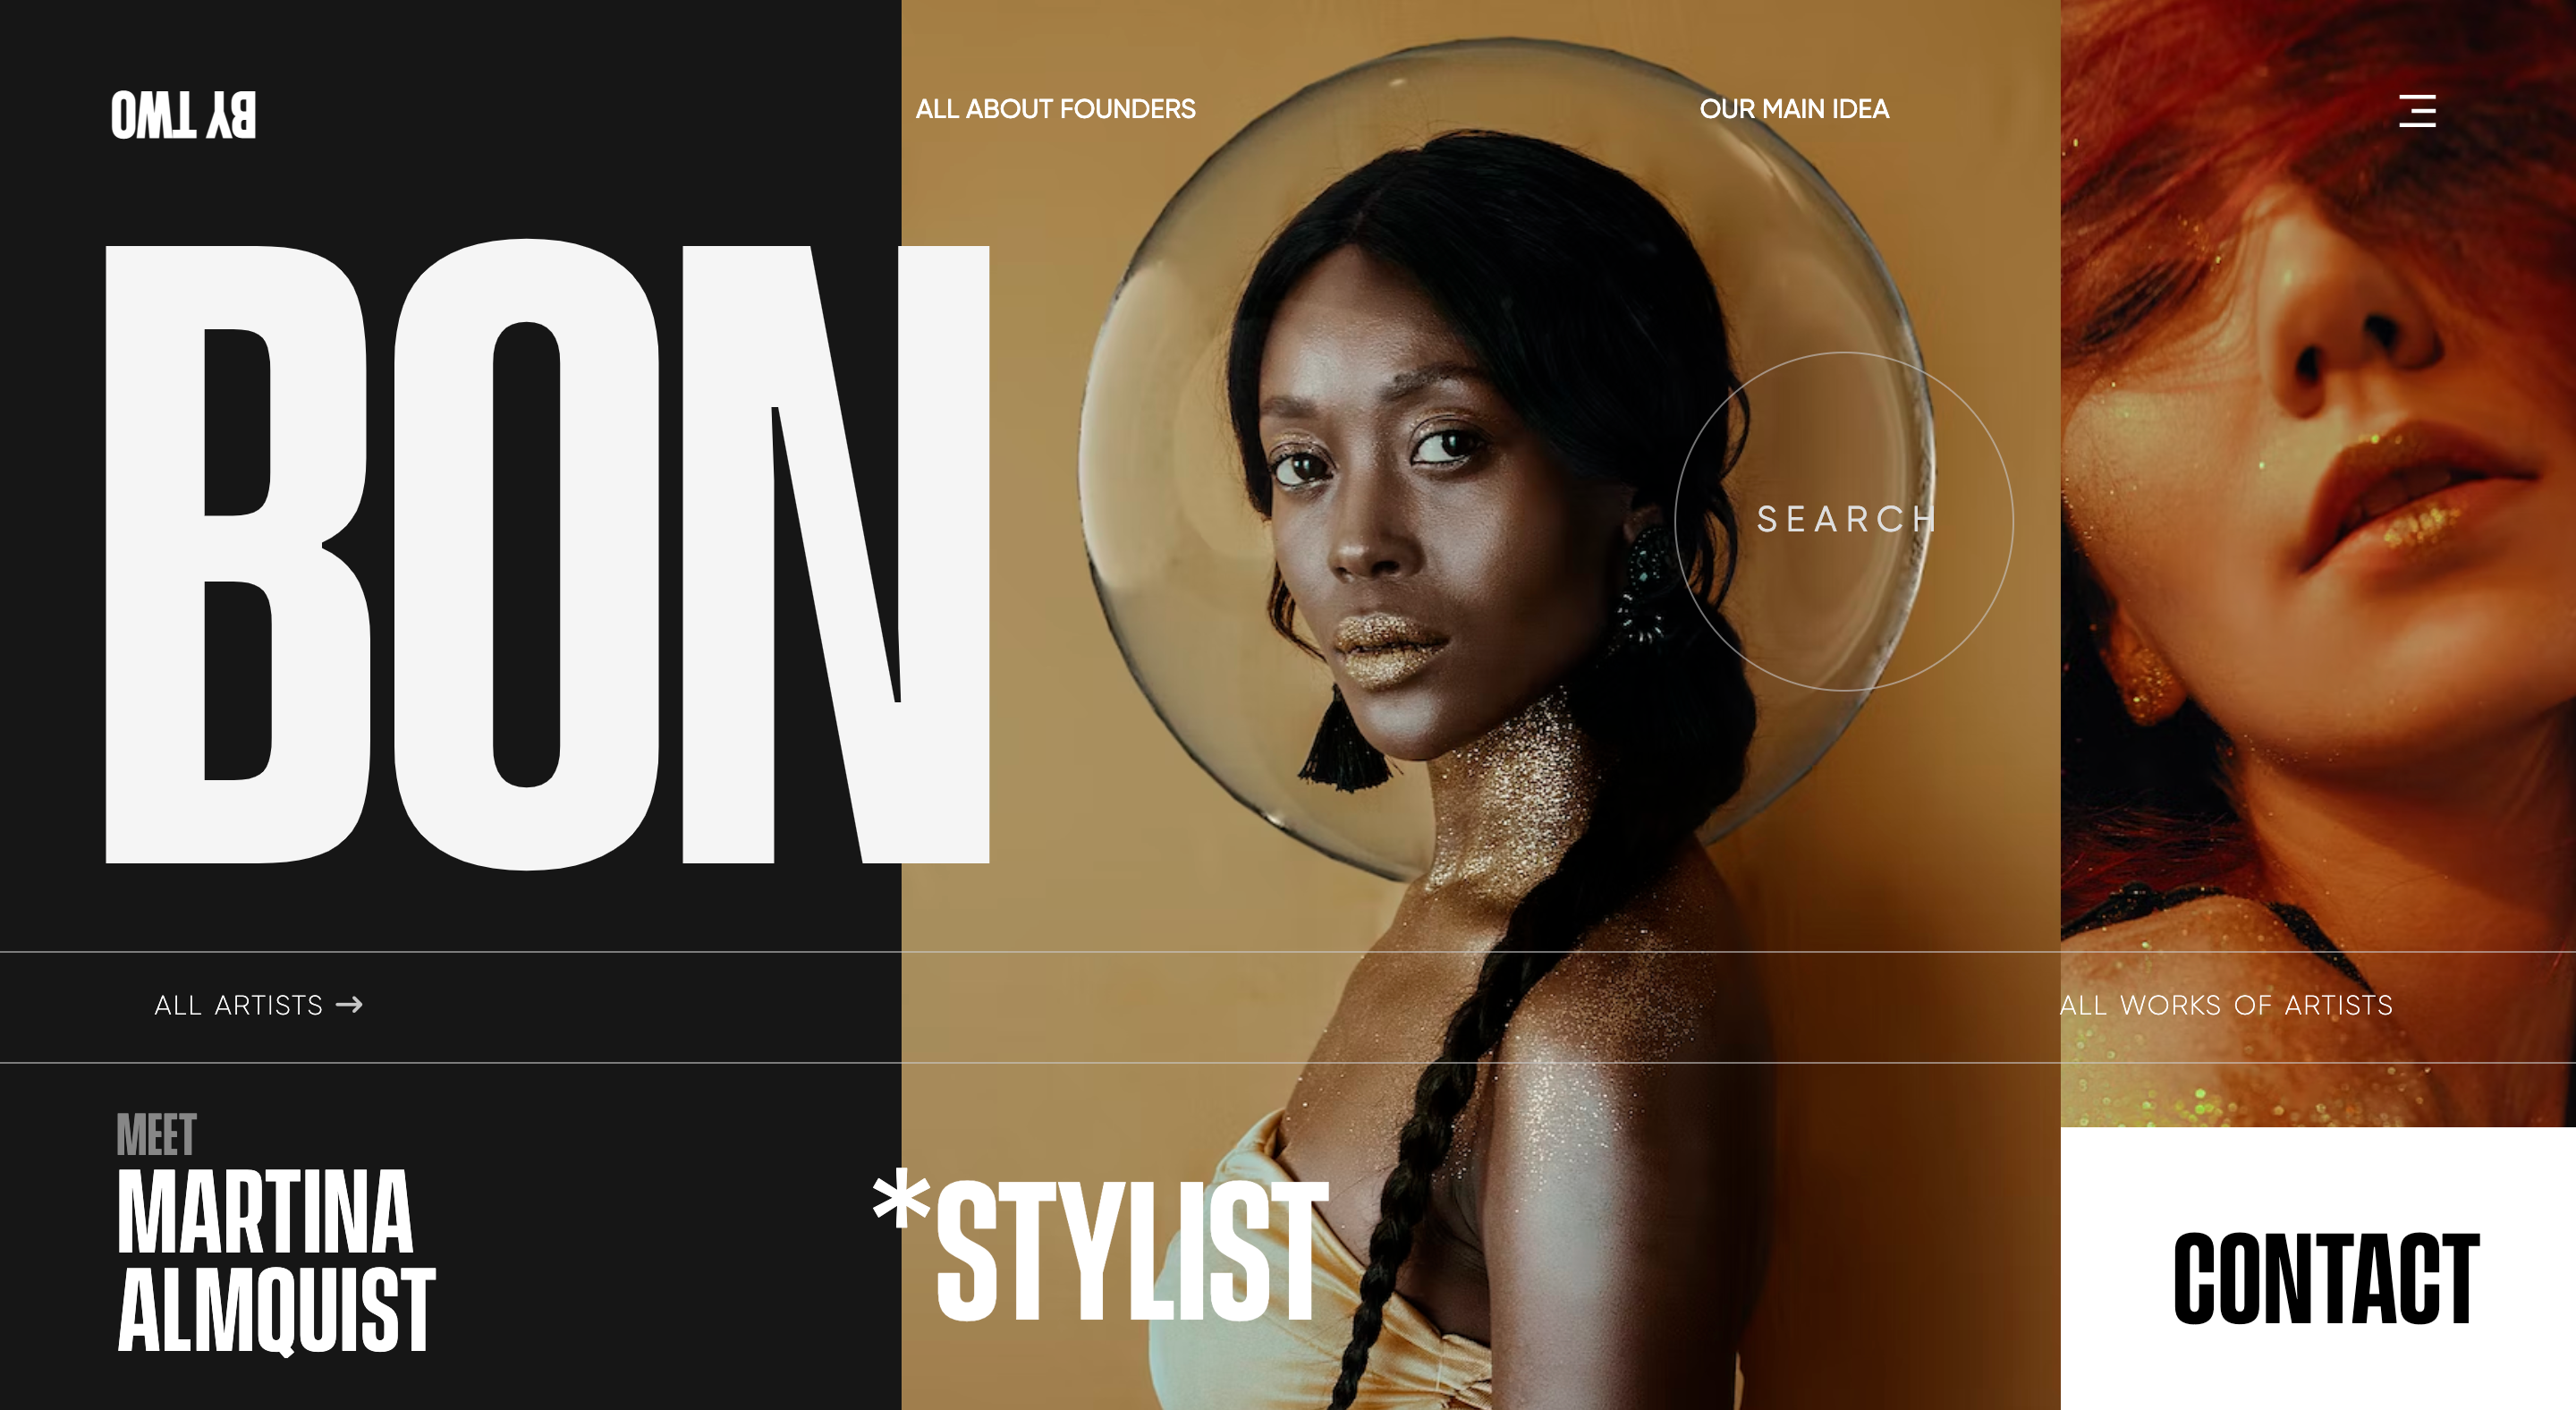 BY TWO
ALL ABOUT FOUNDERS
OUR MAIN IDEA
BON
SEARCH
ALL ARTISTS →
ALL WORKS OF ARTISTS
MEET
MARTINA
ALMQUIST
*STYLIST
CONTACT